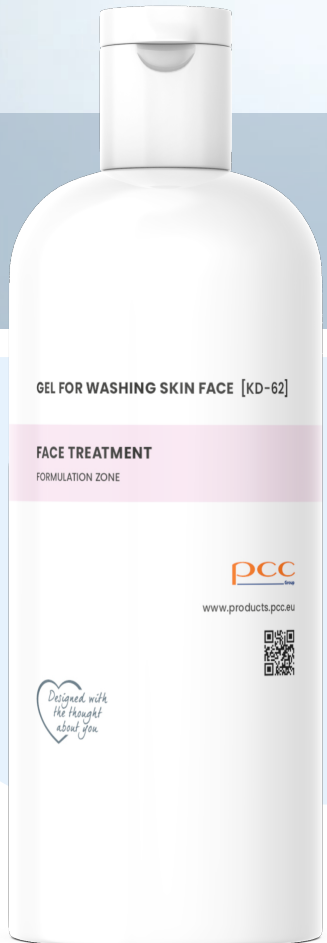 GEL FOR WASHING SKIN FACE [KD-62]
FACE TREATMENT
FORMULATION ZONE
pcc
Group
www.products.pcc.eu
Designed with
the thought
about you